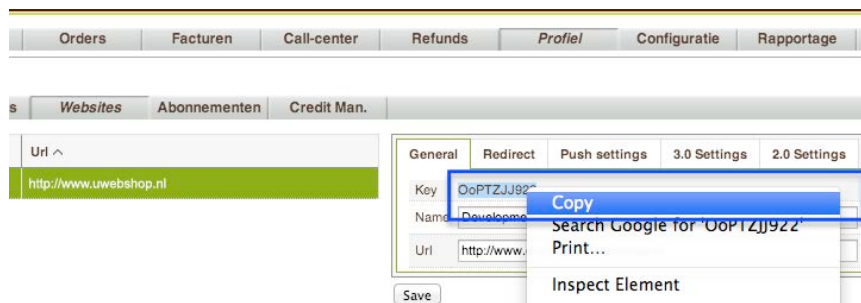 Orders Facturen Call-center Refunds Profiel Configuratie Rapportage
s Websites Abonnementen Credit Man.
Url
http://www.uwebshop.nl
General Redirect Push settings 3.0 Settings 2.0 Settings
Key OoPTZJJ922
Name Developme
Url http://www.
Copy
Search Google for 'OoPTZJJ922'
Print...
Inspect Element
Save